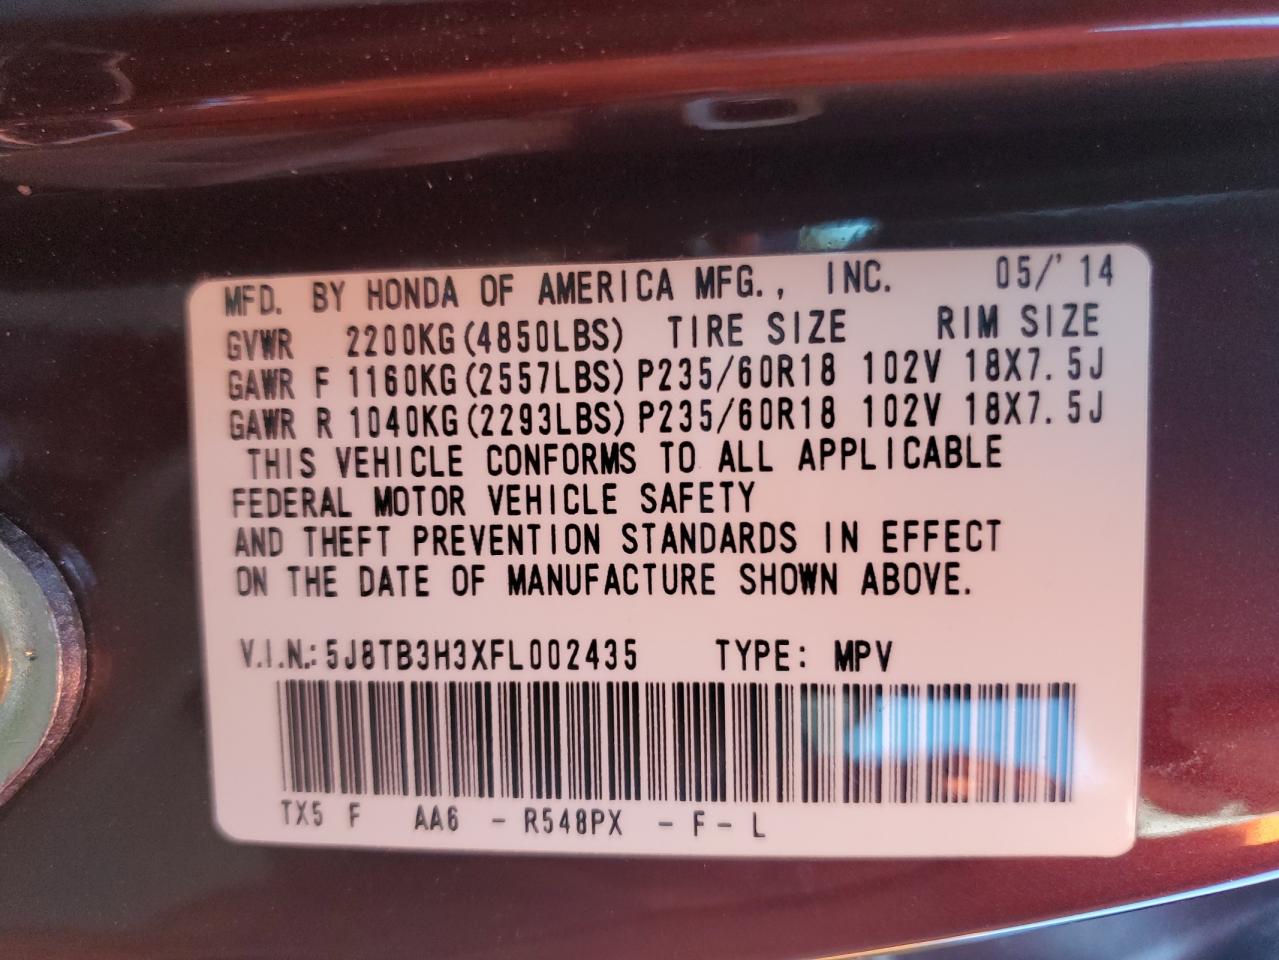 MFD. BY HONDA OF AMERICA MFG., INC. 05/'14
GVWR 2200KG(4850LBS) TIRE SIZE RIM SIZE
GAWR F 1160KG(2557LBS) P235/60R18 102V 18X7.5J
GAWR R 1040KG(2293LBS) P235/60R18 102V 18X7.5J
THIS VEHICLE CONFORMS TO ALL APPLICABLE
FEDERAL MOTOR VEHICLE SAFETY
AND THEFT PREVENTION STANDARDS IN EFFECT
ON THE DATE OF MANUFACTURE SHOWN ABOVE.
V.I.N.: 5J8TB3H3XFL002435 TYPE: MPV
TX5 F AA6 - R548PX - F - L